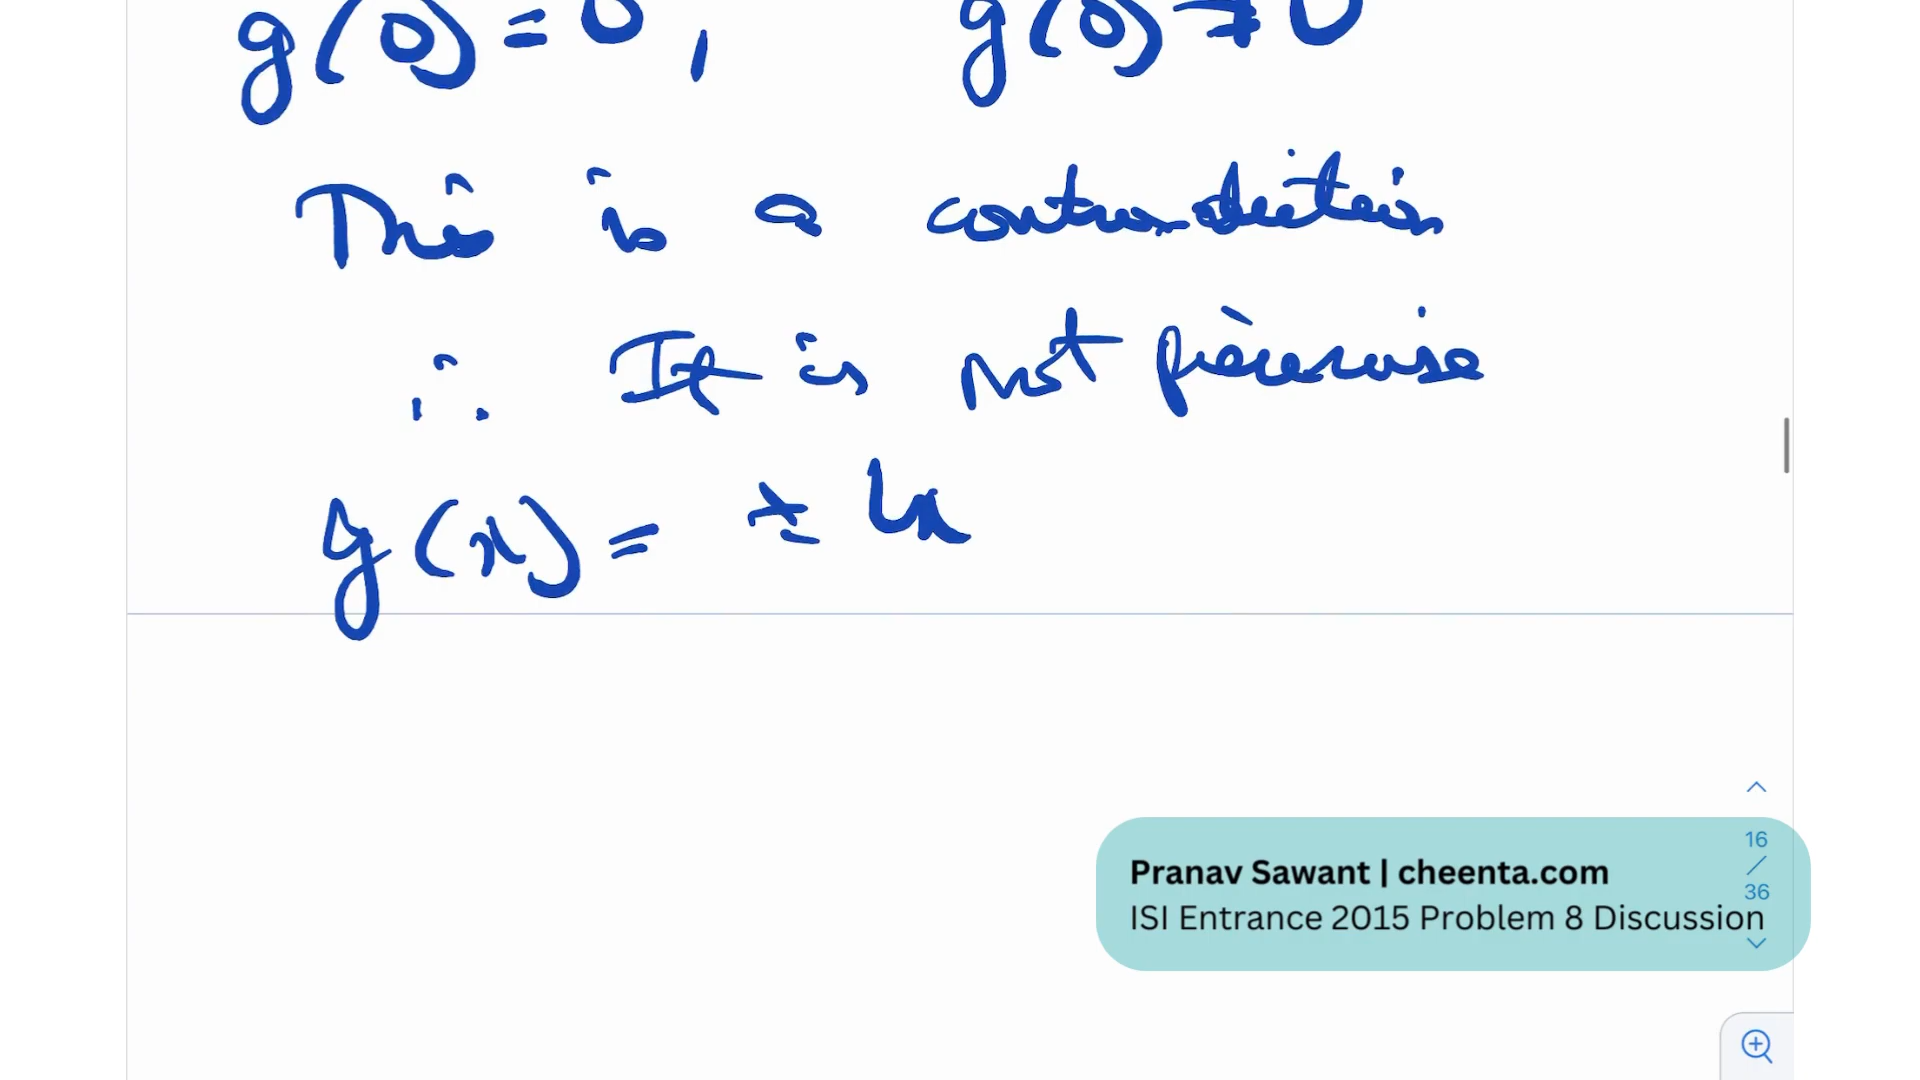 g(0) = 0, g(0) ≠ 0
This is a contradiction
∴ It is not piecewise
g(x) = ± kx
16
/
36
Pranav Sawant | cheenta.com
ISI Entrance 2015 Problem 8 Discussion